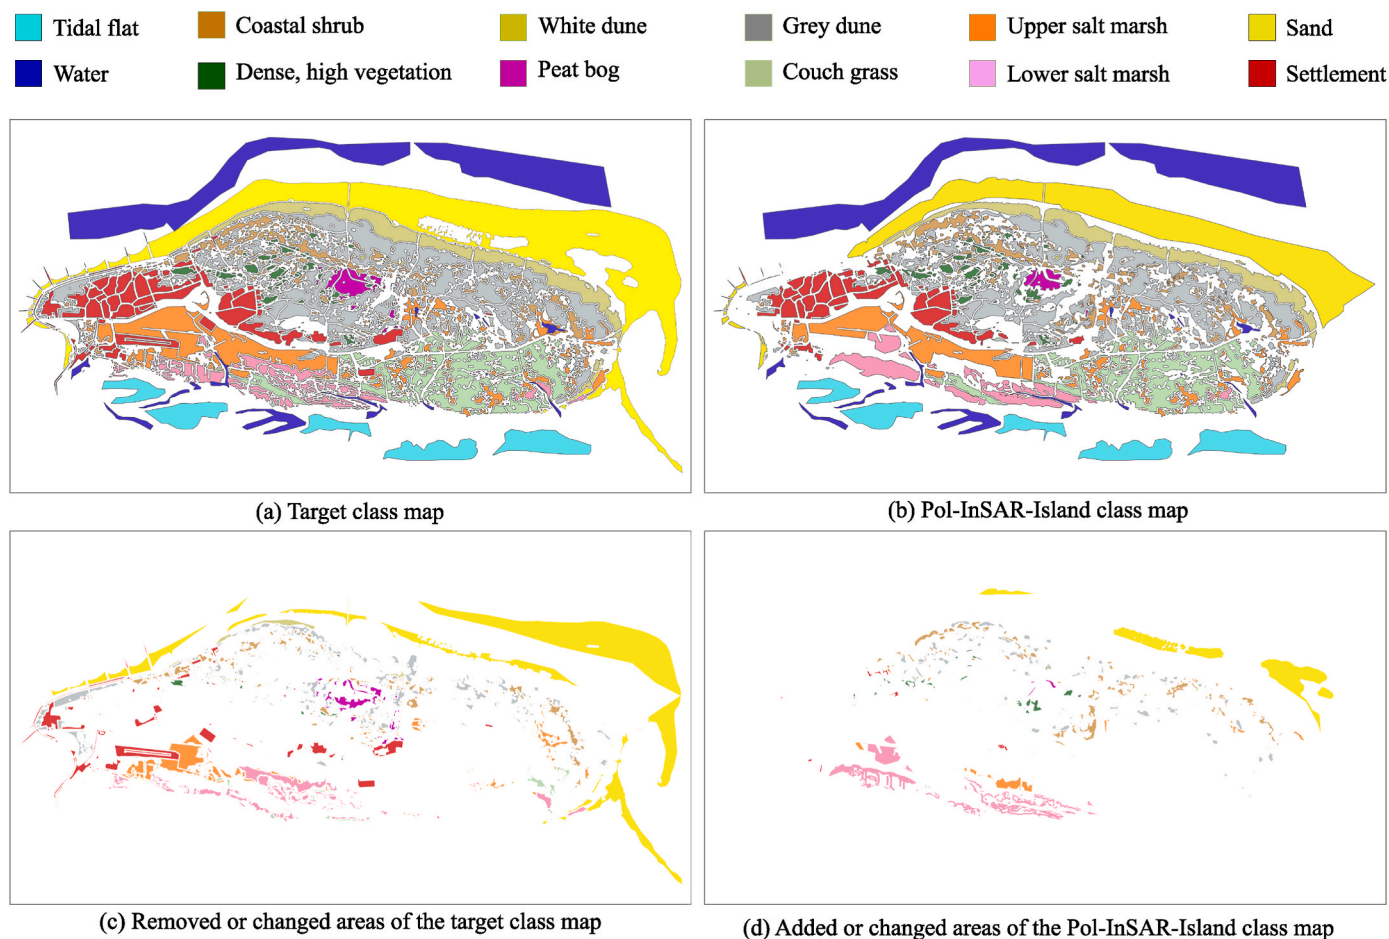 Tidal flat Coastal shrub White dune Grey dune Upper salt marsh Sand
Water Dense, high vegetation Peat bog Couch grass Lower salt marsh Settlement
(a) Target class map
(b) Pol-InSAR-Island class map
(c) Removed or changed areas of the target class map
(d) Added or changed areas of the Pol-InSAR-Island class map